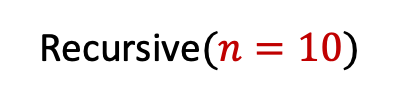 Recursive(n = 10)